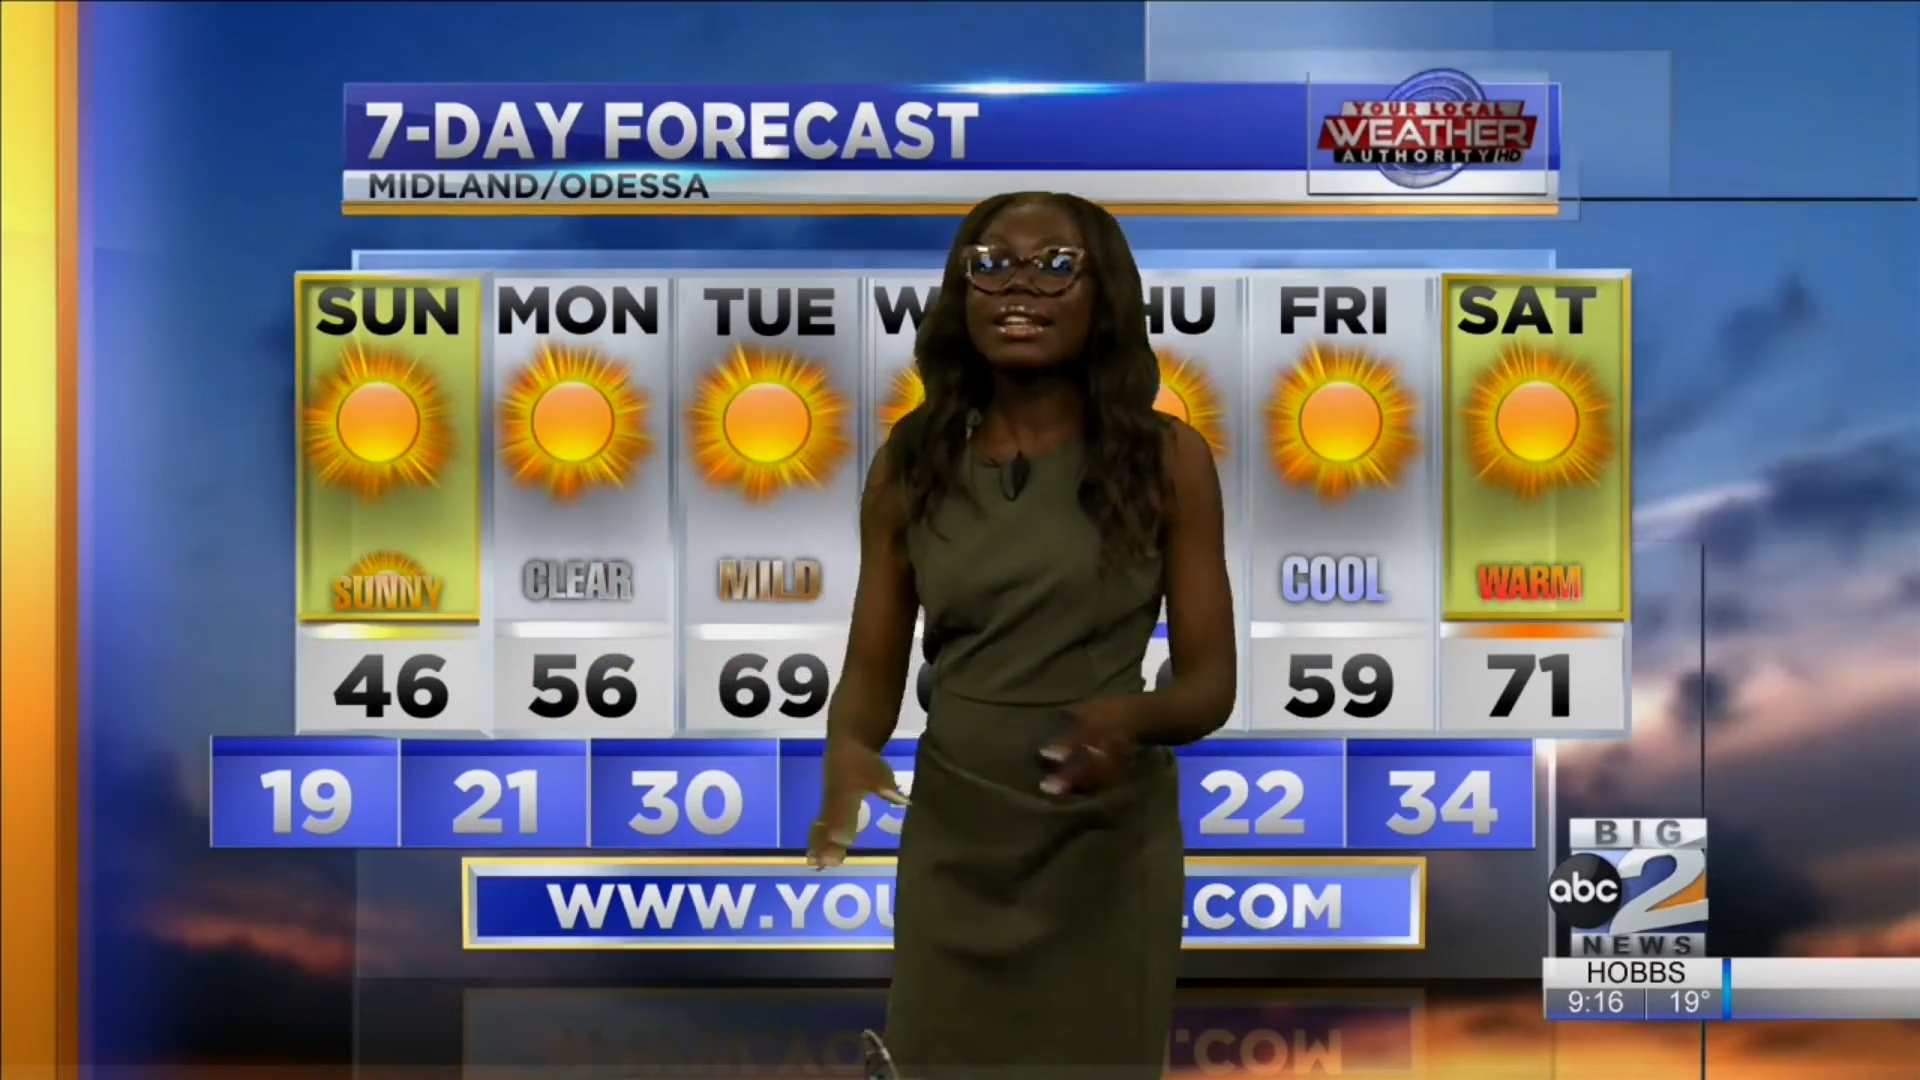 7-DAY FORECAST
YOUR LOCAL
WEATHER
AUTHORITY/HD
MIDLAND/ODESSA
SUN MON TUE W HU FRI SAT
SUNNY CLEAR MILD COOL WARM
46 56 69 59 71
19 21 30 22 34
WWW.YOU .COM
BIG
abc 2
NEWS
HOBBS
9:16 19°